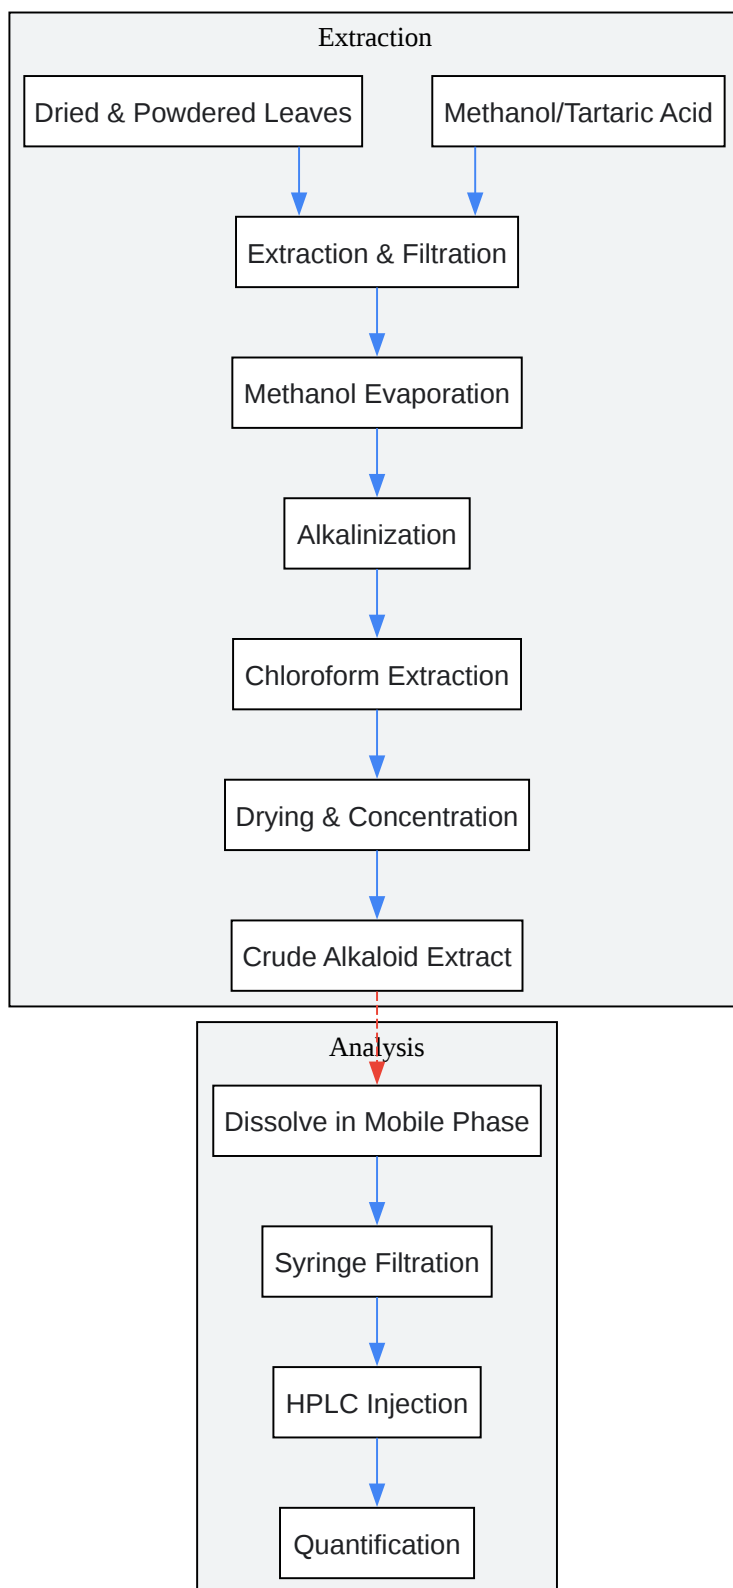 Extraction
Dried & Powdered Leaves
Methanol/Tartaric Acid
Extraction & Filtration
Methanol Evaporation
Alkalinization
Chloroform Extraction
Drying & Concentration
Crude Alkaloid Extract
Analysis
Dissolve in Mobile Phase
Syringe Filtration
HPLC Injection
Quantification